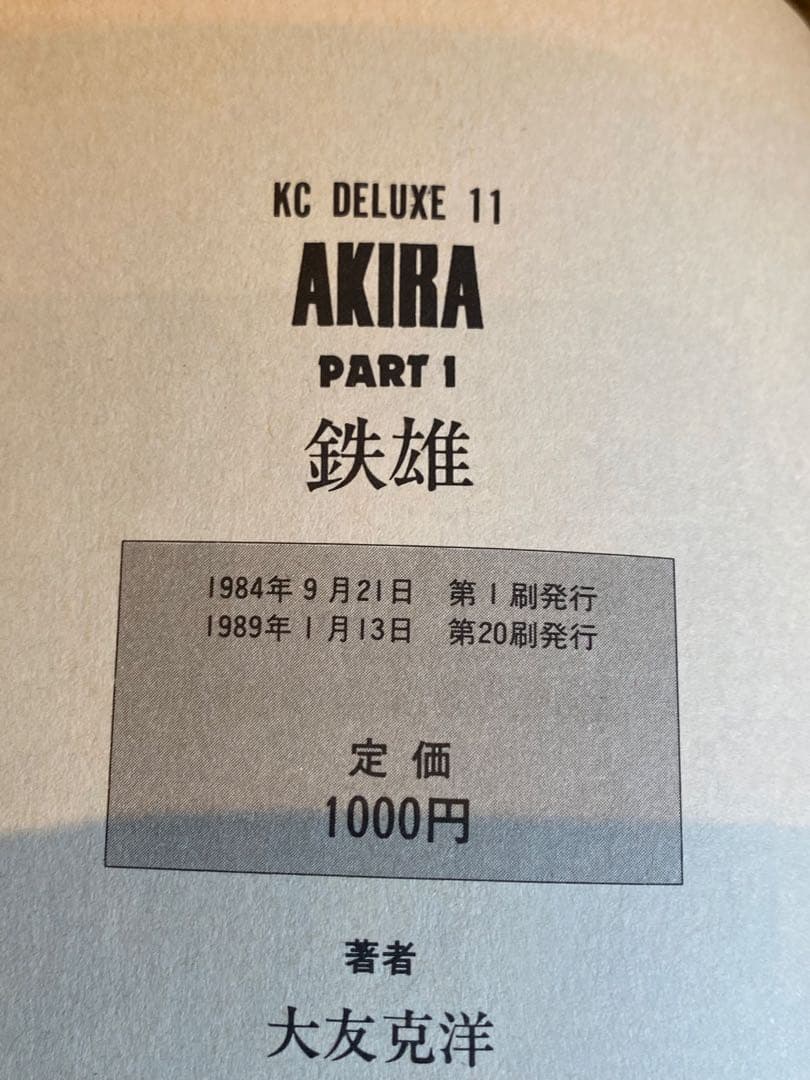 KC DELUXE 11
AKIRA
PART 1
鉄雄
1984年9月21日 第1刷発行
1989年1月13日 第20刷発行
定価
1000円
著者
大友克洋